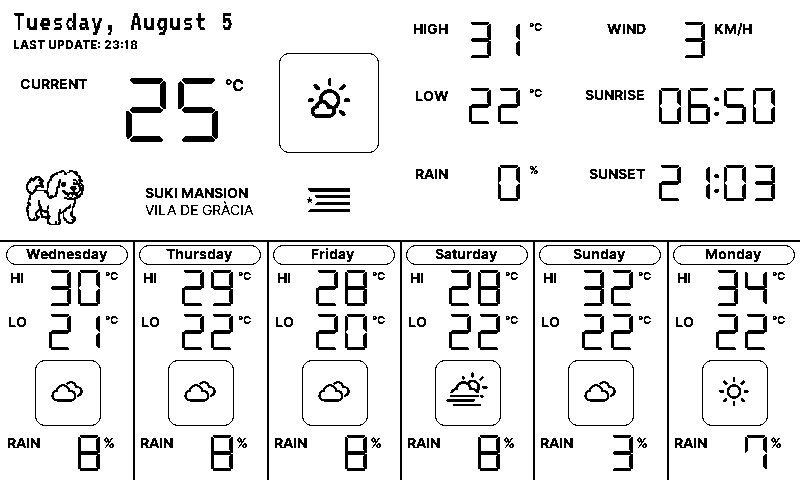 Tuesday, August 5
LAST UPDATE: 23:18
CURRENT 25 °C
SUKI MANSION
VILA DE GRÀCIA
HIGH 31 °C
LOW 22 °C
RAIN 0 %
WIND 3 KM/H
SUNRISE 06:50
SUNSET 21:03
Wednesday
HI 30 °C
LO 21 °C
RAIN 8 %
Thursday
HI 29 °C
LO 22 °C
RAIN 8 %
Friday
HI 28 °C
LO 20 °C
RAIN 8 %
Saturday
HI 28 °C
LO 22 °C
RAIN 8 %
Sunday
HI 32 °C
LO 22 °C
RAIN 3 %
Monday
HI 34 °C
LO 22 °C
RAIN 7 %